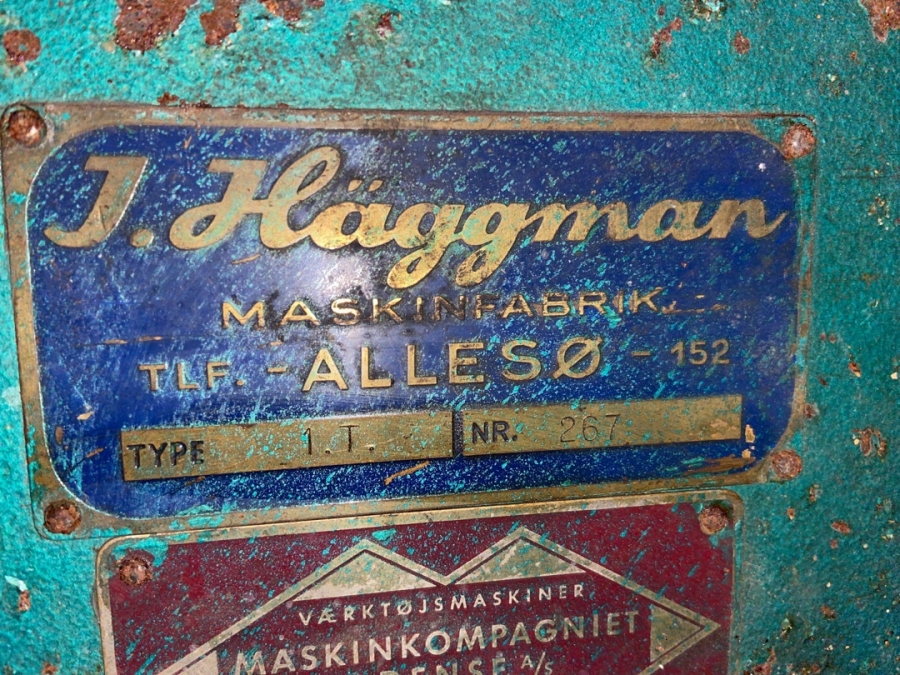 J. Häggman
MASKINFABRIK
TLF. - ALLESØ - 152
TYPE 1.T. NR. 267
VÆRKTØJSMASKINER
MASKINKOMPAGNIET
A/S